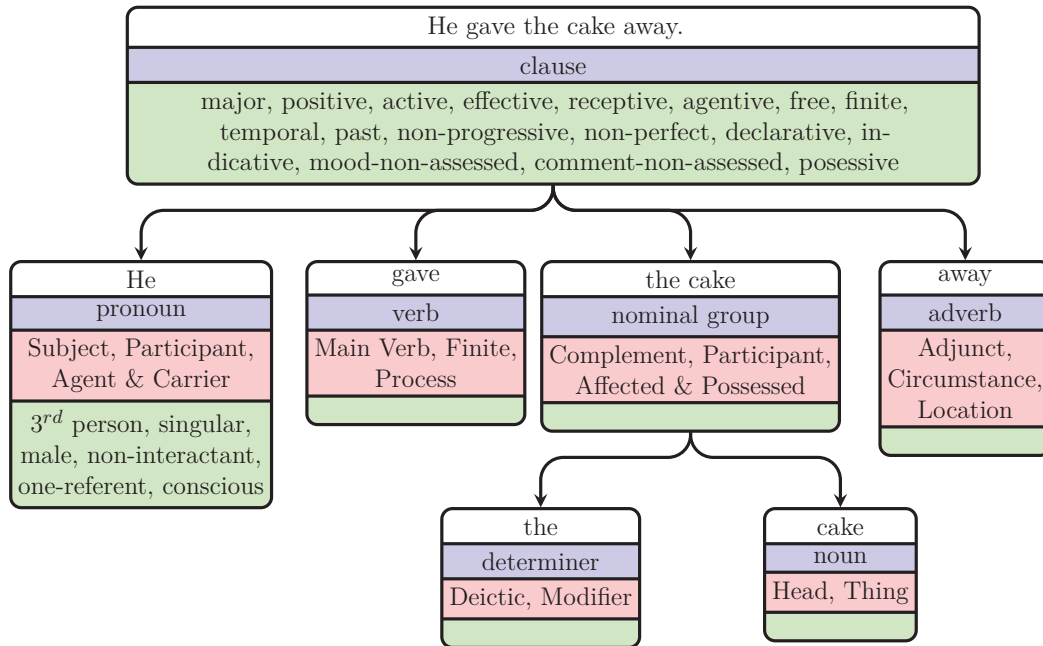 He gave the cake away.
clause
major, positive, active, effective, receptive, agentive, free, finite,
temporal, past, non-progressive, non-perfect, declarative, in-
dicative, mood-non-assessed, comment-non-assessed, posessive
He
pronoun
Subject, Participant,
Agent & Carrier
3rd person, singular,
male, non-interactant,
one-referent, conscious
gave
verb
Main Verb, Finite,
Process
the cake
nominal group
Complement, Participant,
Affected & Possessed
away
adverb
Adjunct,
Circumstance,
Location
the
determiner
Deictic, Modifier
cake
noun
Head, Thing